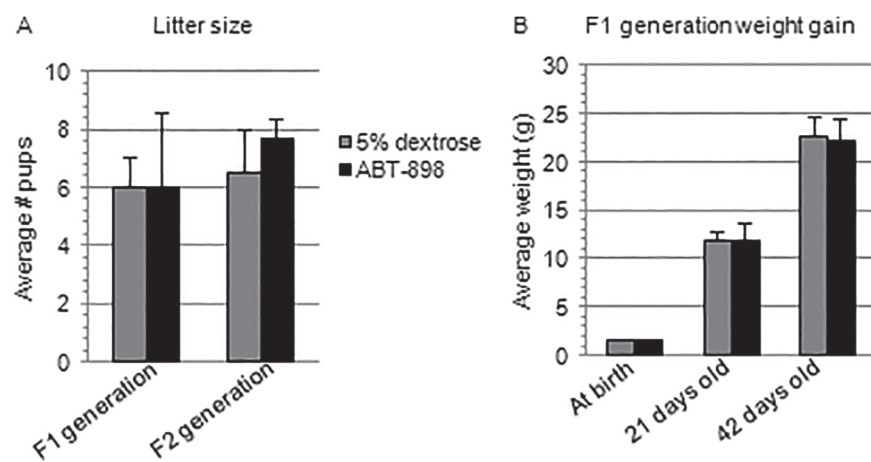 A Litter size
Average # pups
10
8
6
4
2
0
F1 generation
F2 generation
5% dextrose
ABT-898
B F1 generation weight gain
Average weight (g)
30
25
20
15
10
5
0
At birth
21 days old
42 days old